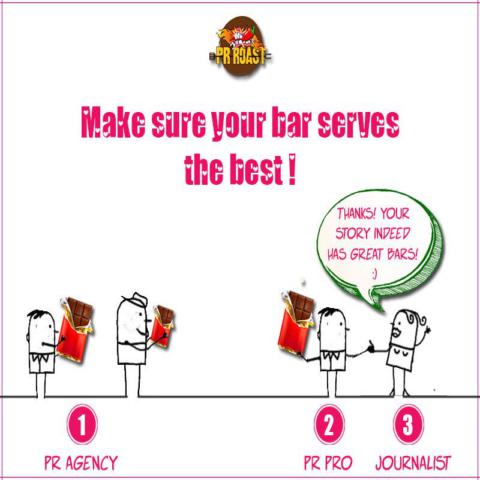 PR ROAST
Make sure your bar serves
the best !
THANKS! YOUR
STORY INDEED
HAS GREAT BARS!
:)
1
2
3
PR AGENCY
PR PRO
JOURNALIST